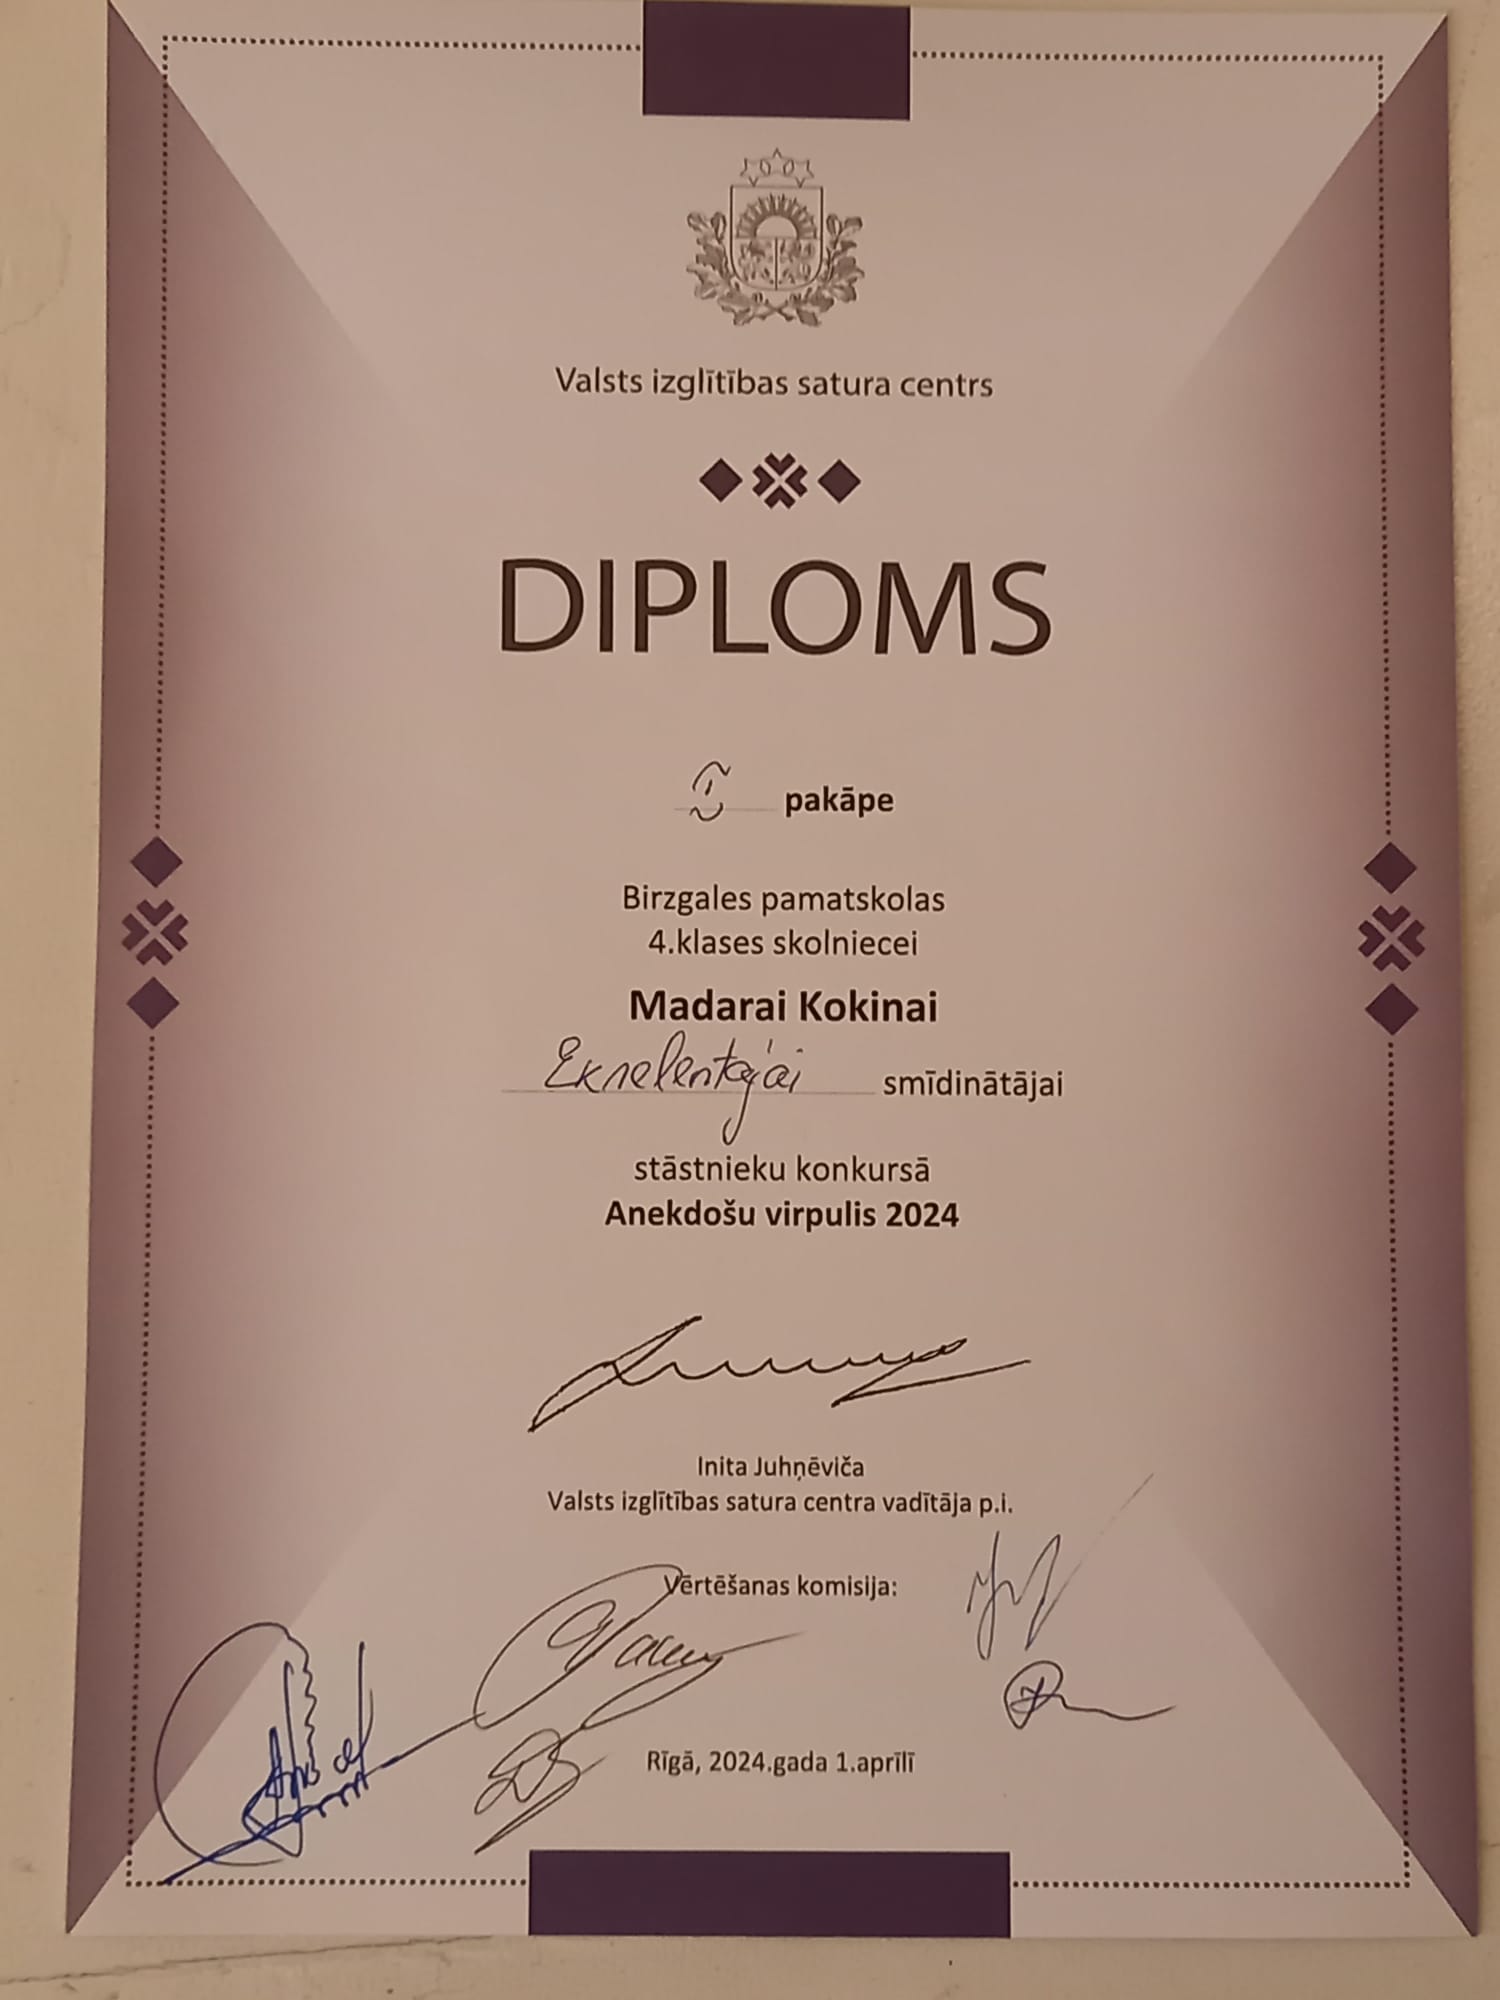 Valsts izglītības satura centrs
DIPLOMS
I pakāpe
Birzgales pamatskolas
4.klases skolniecei
Madarai Kokinai
smīdinātājai
stāstnieku konkursā
Anekdošu virpulis 2024
Inita Juhņēviča
Valsts izglītības satura centra vadītāja p.i.
Vērtēšanas komisija:
Rīgā, 2024.gada 1.aprīlī